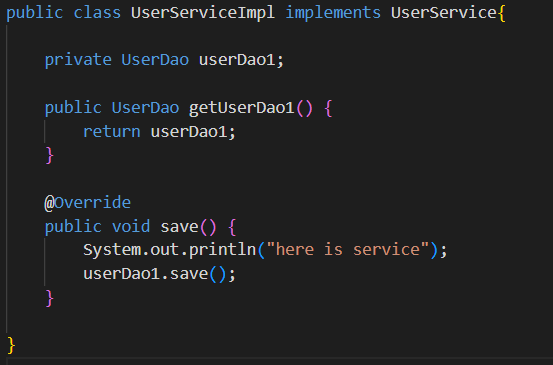 public class UserServiceImpl implements UserService{
private UserDao userDao1;
public UserDao getUserDao1() {
return userDao1;
}
@Override
public void save() {
System.out.println("here is service");
userDao1.save();
}
}